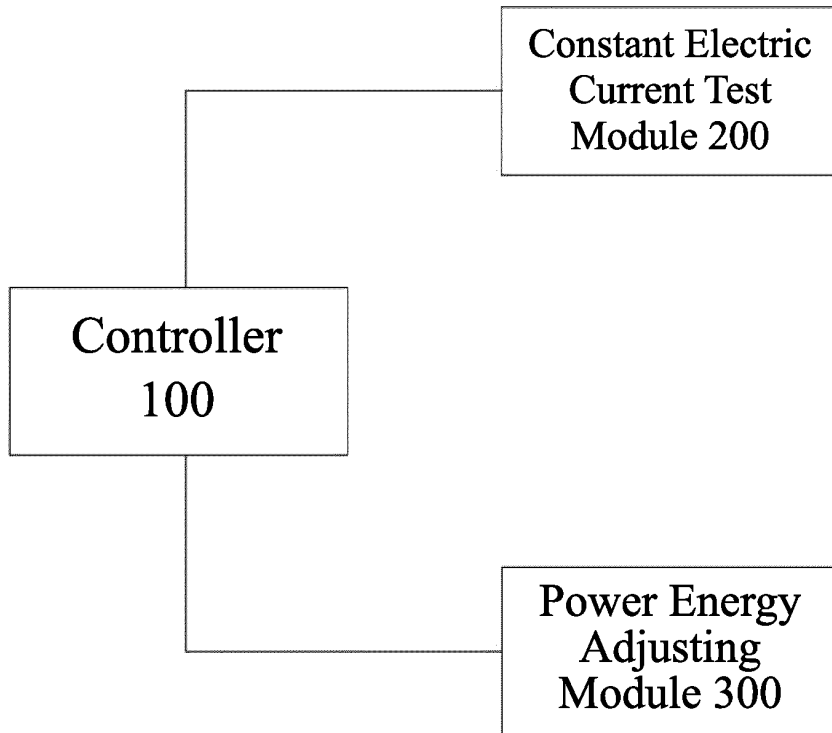 Constant Electric
Current Test
Module 200
Controller
100
Power Energy
Adjusting
Module 300